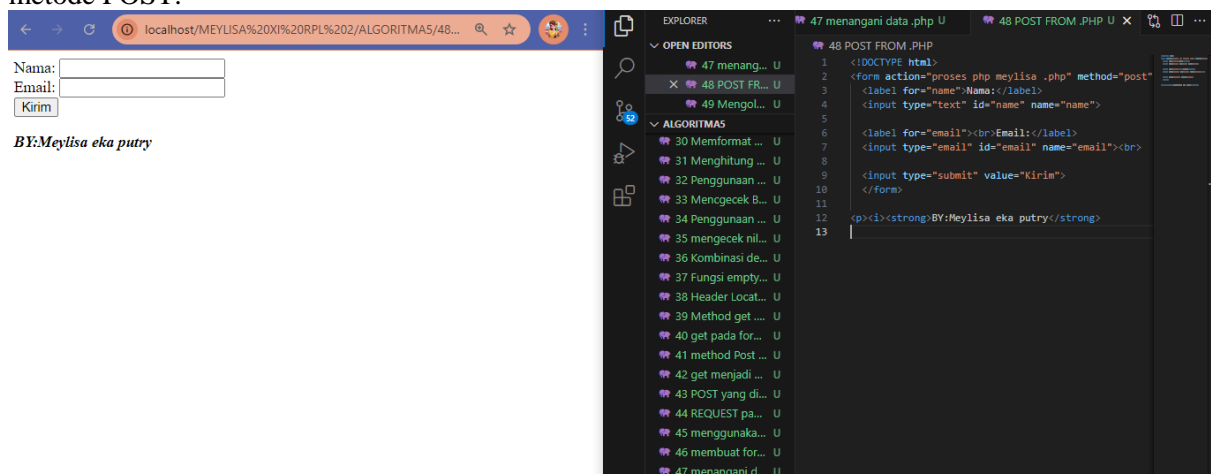 metode POST.
localhost/MEYLISA%20XI%20RPL%202/ALGORITMA5/48...
Nama:
Email:
Kirim
BY:Meylisa eka putry
52
EXPLORER ...
OPEN EDITORS
47 menang... U
48 POST FR... U
49 Mengol... U
ALGORITMA5
30 Memformat ... U
31 Menghitung ... U
32 Penggunaan ... U
33 Mencgecek B... U
34 Penggunaan ... U
35 mengecek nil... U
36 Kombinasi de... U
37 Fungsi empty... U
38 Header Locat... U
39 Method get .... U
40 get pada for... U
41 method Post ... U
42 get menjadi ... U
43 POST yang di... U
44 REQUEST pa... U
45 menggunaka... U
46 membuat for... U
47 menangani d... U
47 menangani data .php U
48 POST FROM .PHP U
48 POST FROM .PHP
1 <!DOCTYPE html>
2 <form action="proses php meylisa .php" method="post"
3 <label for="name">Nama:</label>
4 <input type="text" id="name" name="name">
5
6 <label for="email"><br>Email:</label>
7 <input type="email" id="email" name="email"><br>
8
9 <input type="submit" value="Kirim">
10 </form>
11
12 <p><i><strong>BY:Meylisa eka putry</strong>
13